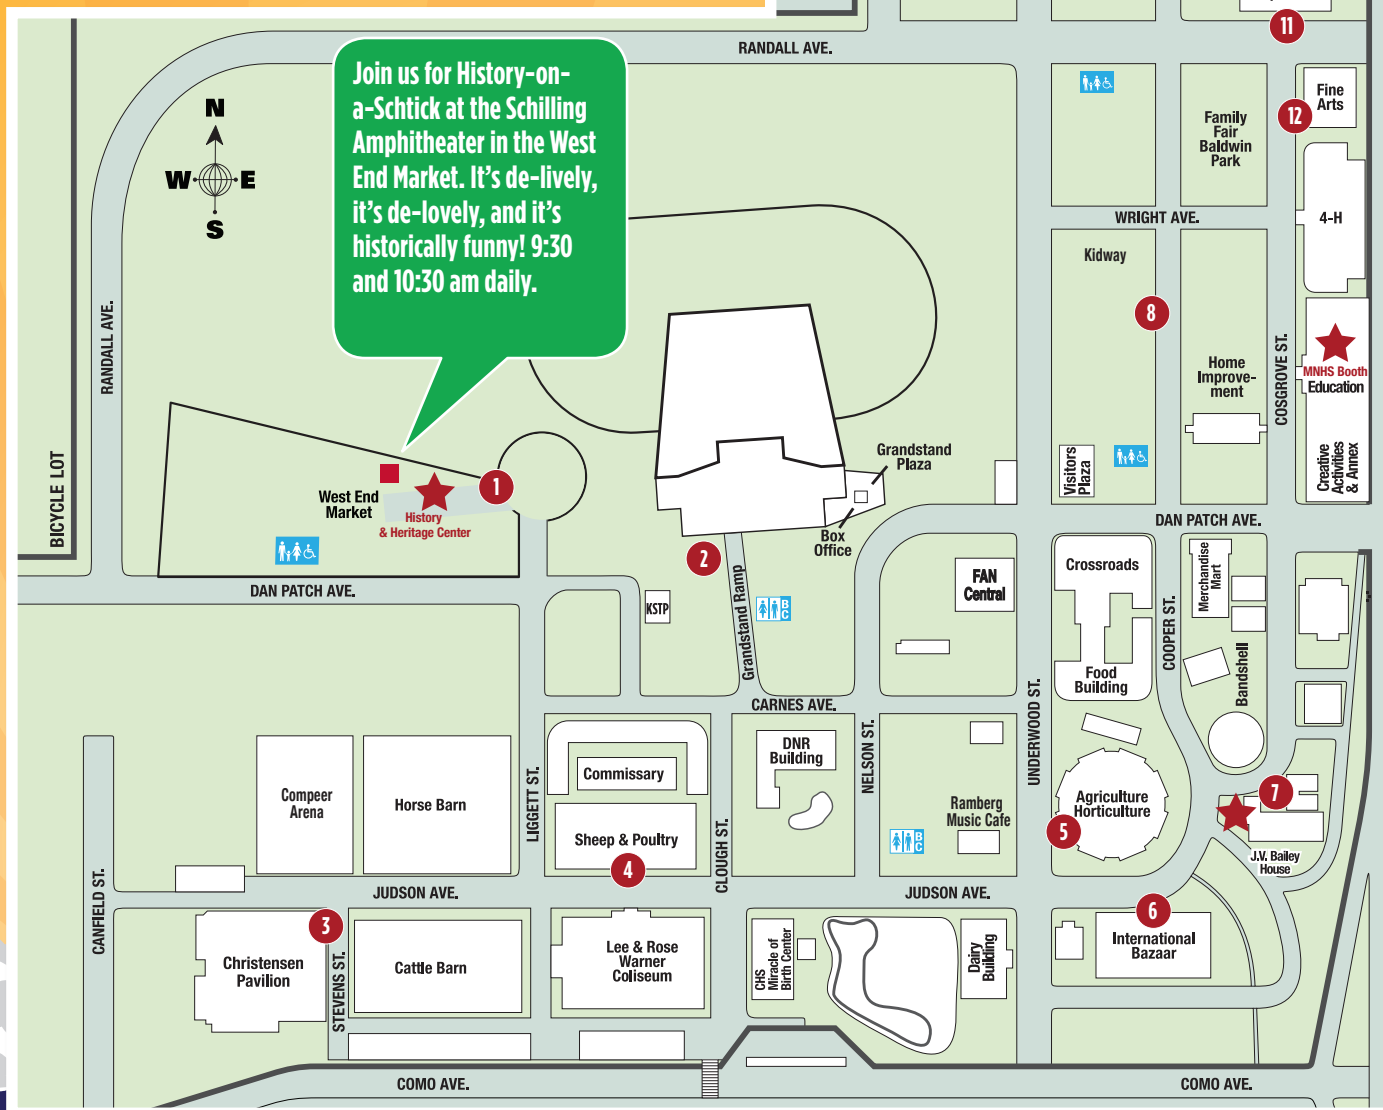 11
RANDALL AVE.
Join us for History-on-
a-Schtick at the Schilling
Amphitheater in the West
End Market. It's de-lively,
it's de-lovely, and it's
historically funny! 9:30
and 10:30 am daily.
N
W
E
S
Fine
Arts
12
Family
Fair
Baldwin
Park
WRIGHT AVE.
4-H
Kidway
8
RANDALL AVE.
COSGROVE ST.
Home
Improve-
ment
MNHS Booth
Education
Creative
Activities
& Annex
BICYCLE LOT
West End
Market
1
History
& Heritage Center
Grandstand
Plaza
Box
Office
Visitors
Plaza
DAN PATCH AVE.
2
DAN PATCH AVE.
KSTP
Grandstand Ramp
B
C
FAN
Central
Crossroads
Merchandise
Mart
COOPER ST.
Food
Building
Bandshell
UNDERWOOD ST.
CARNES AVE.
NELSON ST.
DNR
Building
Commissary
LIGGETT ST.
Compeer
Arena
Horse Barn
Sheep & Poultry
4
CLOUGH ST.
Ramberg
Music Cafe
B
C
Agriculture
Horticulture
5
7
J.V. Bailey
House
JUDSON AVE.
JUDSON AVE.
CANFIELD ST.
3
Christensen
Pavilion
STEVENS ST.
Cattle Barn
Lee & Rose
Warner
Coliseum
CHS
Miracle of
Birth Center
Dairy
Building
6
International
Bazaar
COMO AVE.
COMO AVE.